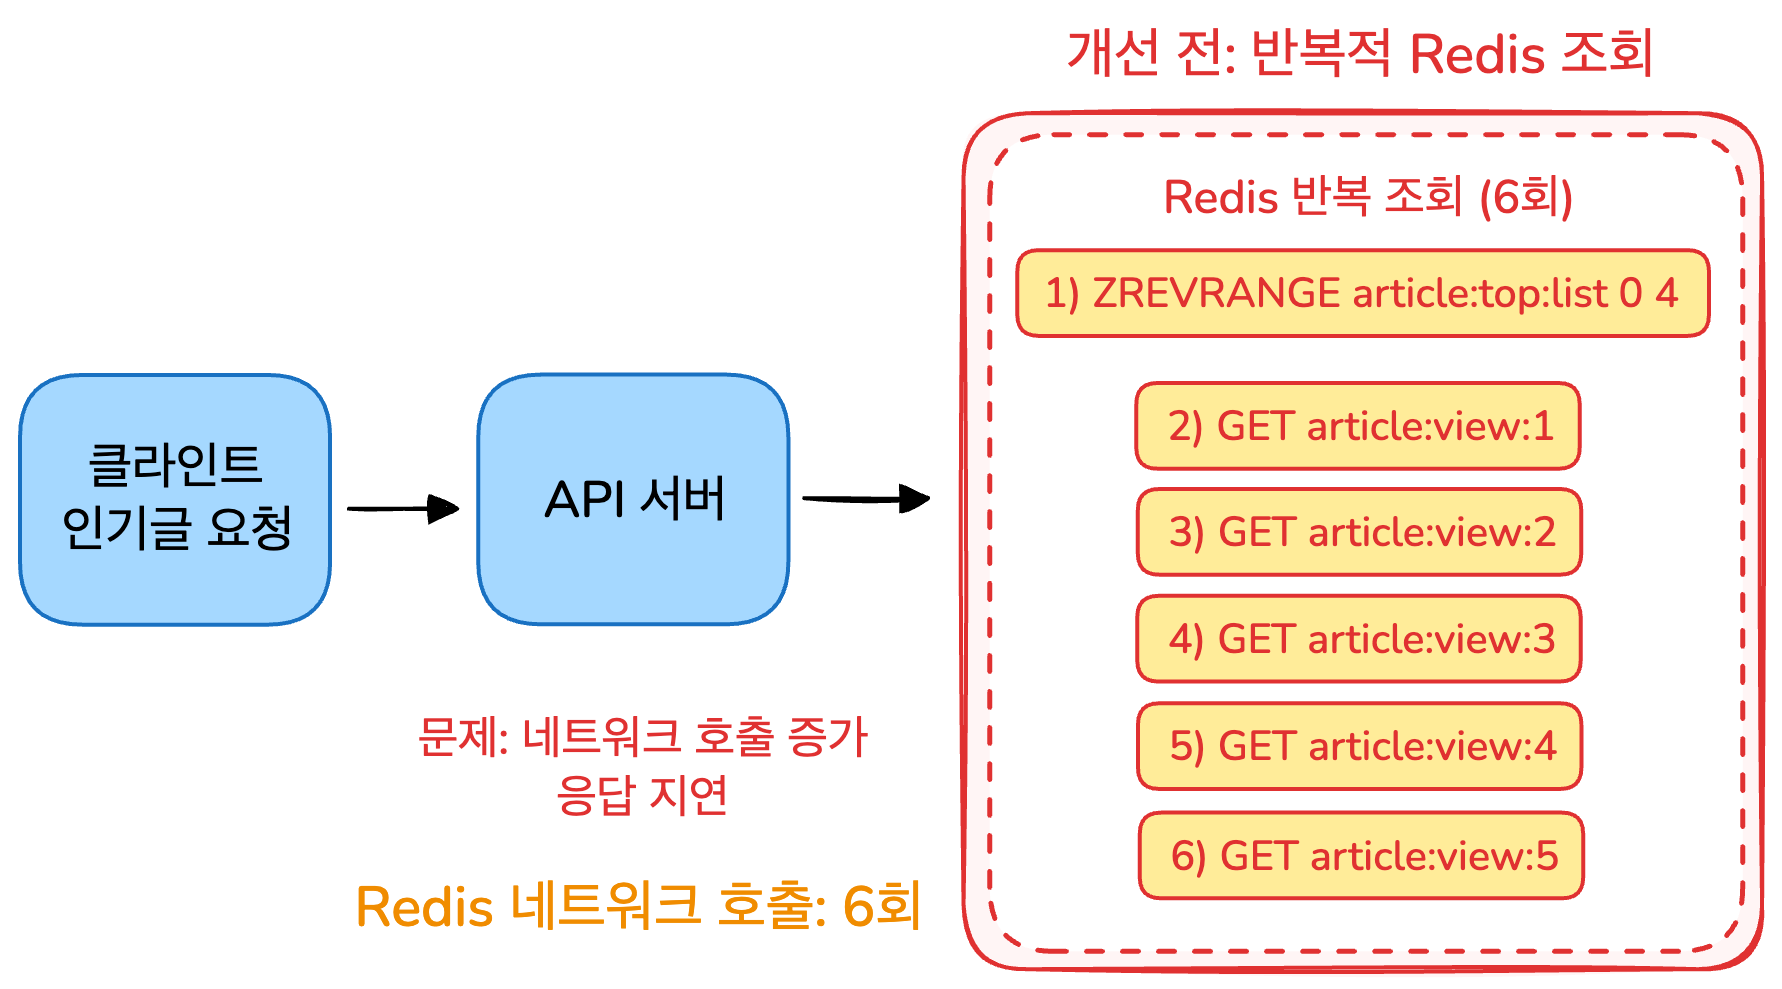 개선 전: 반복적 Redis 조회
Redis 반복 조회 (6회)
1) ZREVRANGE article:top:list 0 4
2) GET article:view:1
3) GET article:view:2
4) GET article:view:3
5) GET article:view:4
6) GET article:view:5
클라인트
인기글 요청
API 서버
문제: 네트워크 호출 증가
응답 지연
Redis 네트워크 호출: 6회